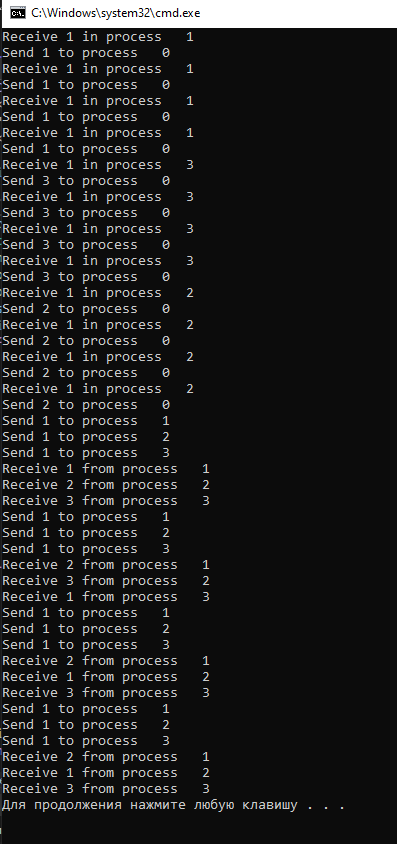 C:\Windows\system32\cmd.exe
Receive 1 in process   1
Send 1 to process   0
Receive 1 in process   1
Send 1 to process   0
Receive 1 in process   1
Send 1 to process   0
Receive 1 in process   1
Send 1 to process   0
Receive 1 in process   3
Send 3 to process   0
Receive 1 in process   3
Send 3 to process   0
Receive 1 in process   3
Send 3 to process   0
Receive 1 in process   3
Send 3 to process   0
Receive 1 in process   2
Send 2 to process   0
Receive 1 in process   2
Send 2 to process   0
Receive 1 in process   2
Send 2 to process   0
Receive 1 in process   2
Send 2 to process   0
Send 1 to process   1
Send 1 to process   2
Send 1 to process   3
Receive 1 from process   1
Receive 2 from process   2
Receive 3 from process   3
Send 1 to process   1
Send 1 to process   2
Send 1 to process   3
Receive 2 from process   1
Receive 3 from process   2
Receive 1 from process   3
Send 1 to process   1
Send 1 to process   2
Send 1 to process   3
Receive 2 from process   1
Receive 1 from process   2
Receive 3 from process   3
Send 1 to process   1
Send 1 to process   2
Send 1 to process   3
Receive 2 from process   1
Receive 1 from process   2
Receive 3 from process   3
Для продолжения нажмите любую клавишу . . .